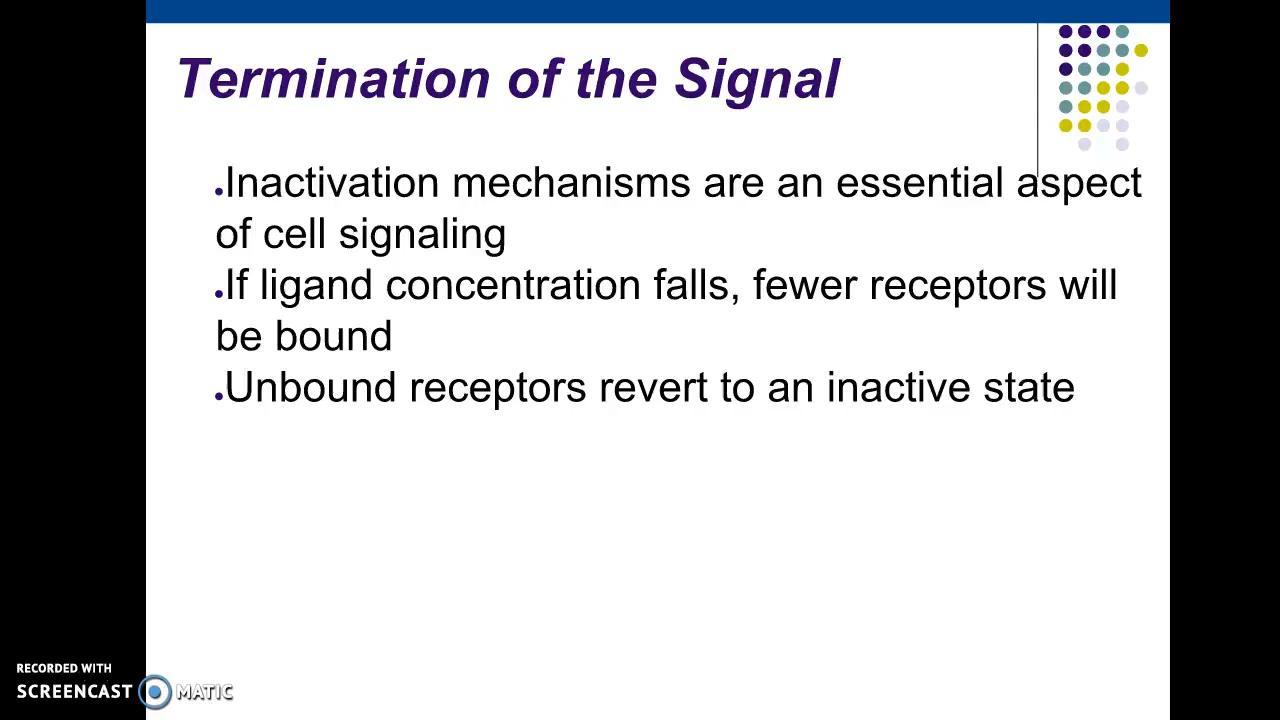 Termination of the Signal
•Inactivation mechanisms are an essential aspect
of cell signaling
•If ligand concentration falls, fewer receptors will
be bound
•Unbound receptors revert to an inactive state
RECORDED WITH
SCREENCAST MATIC